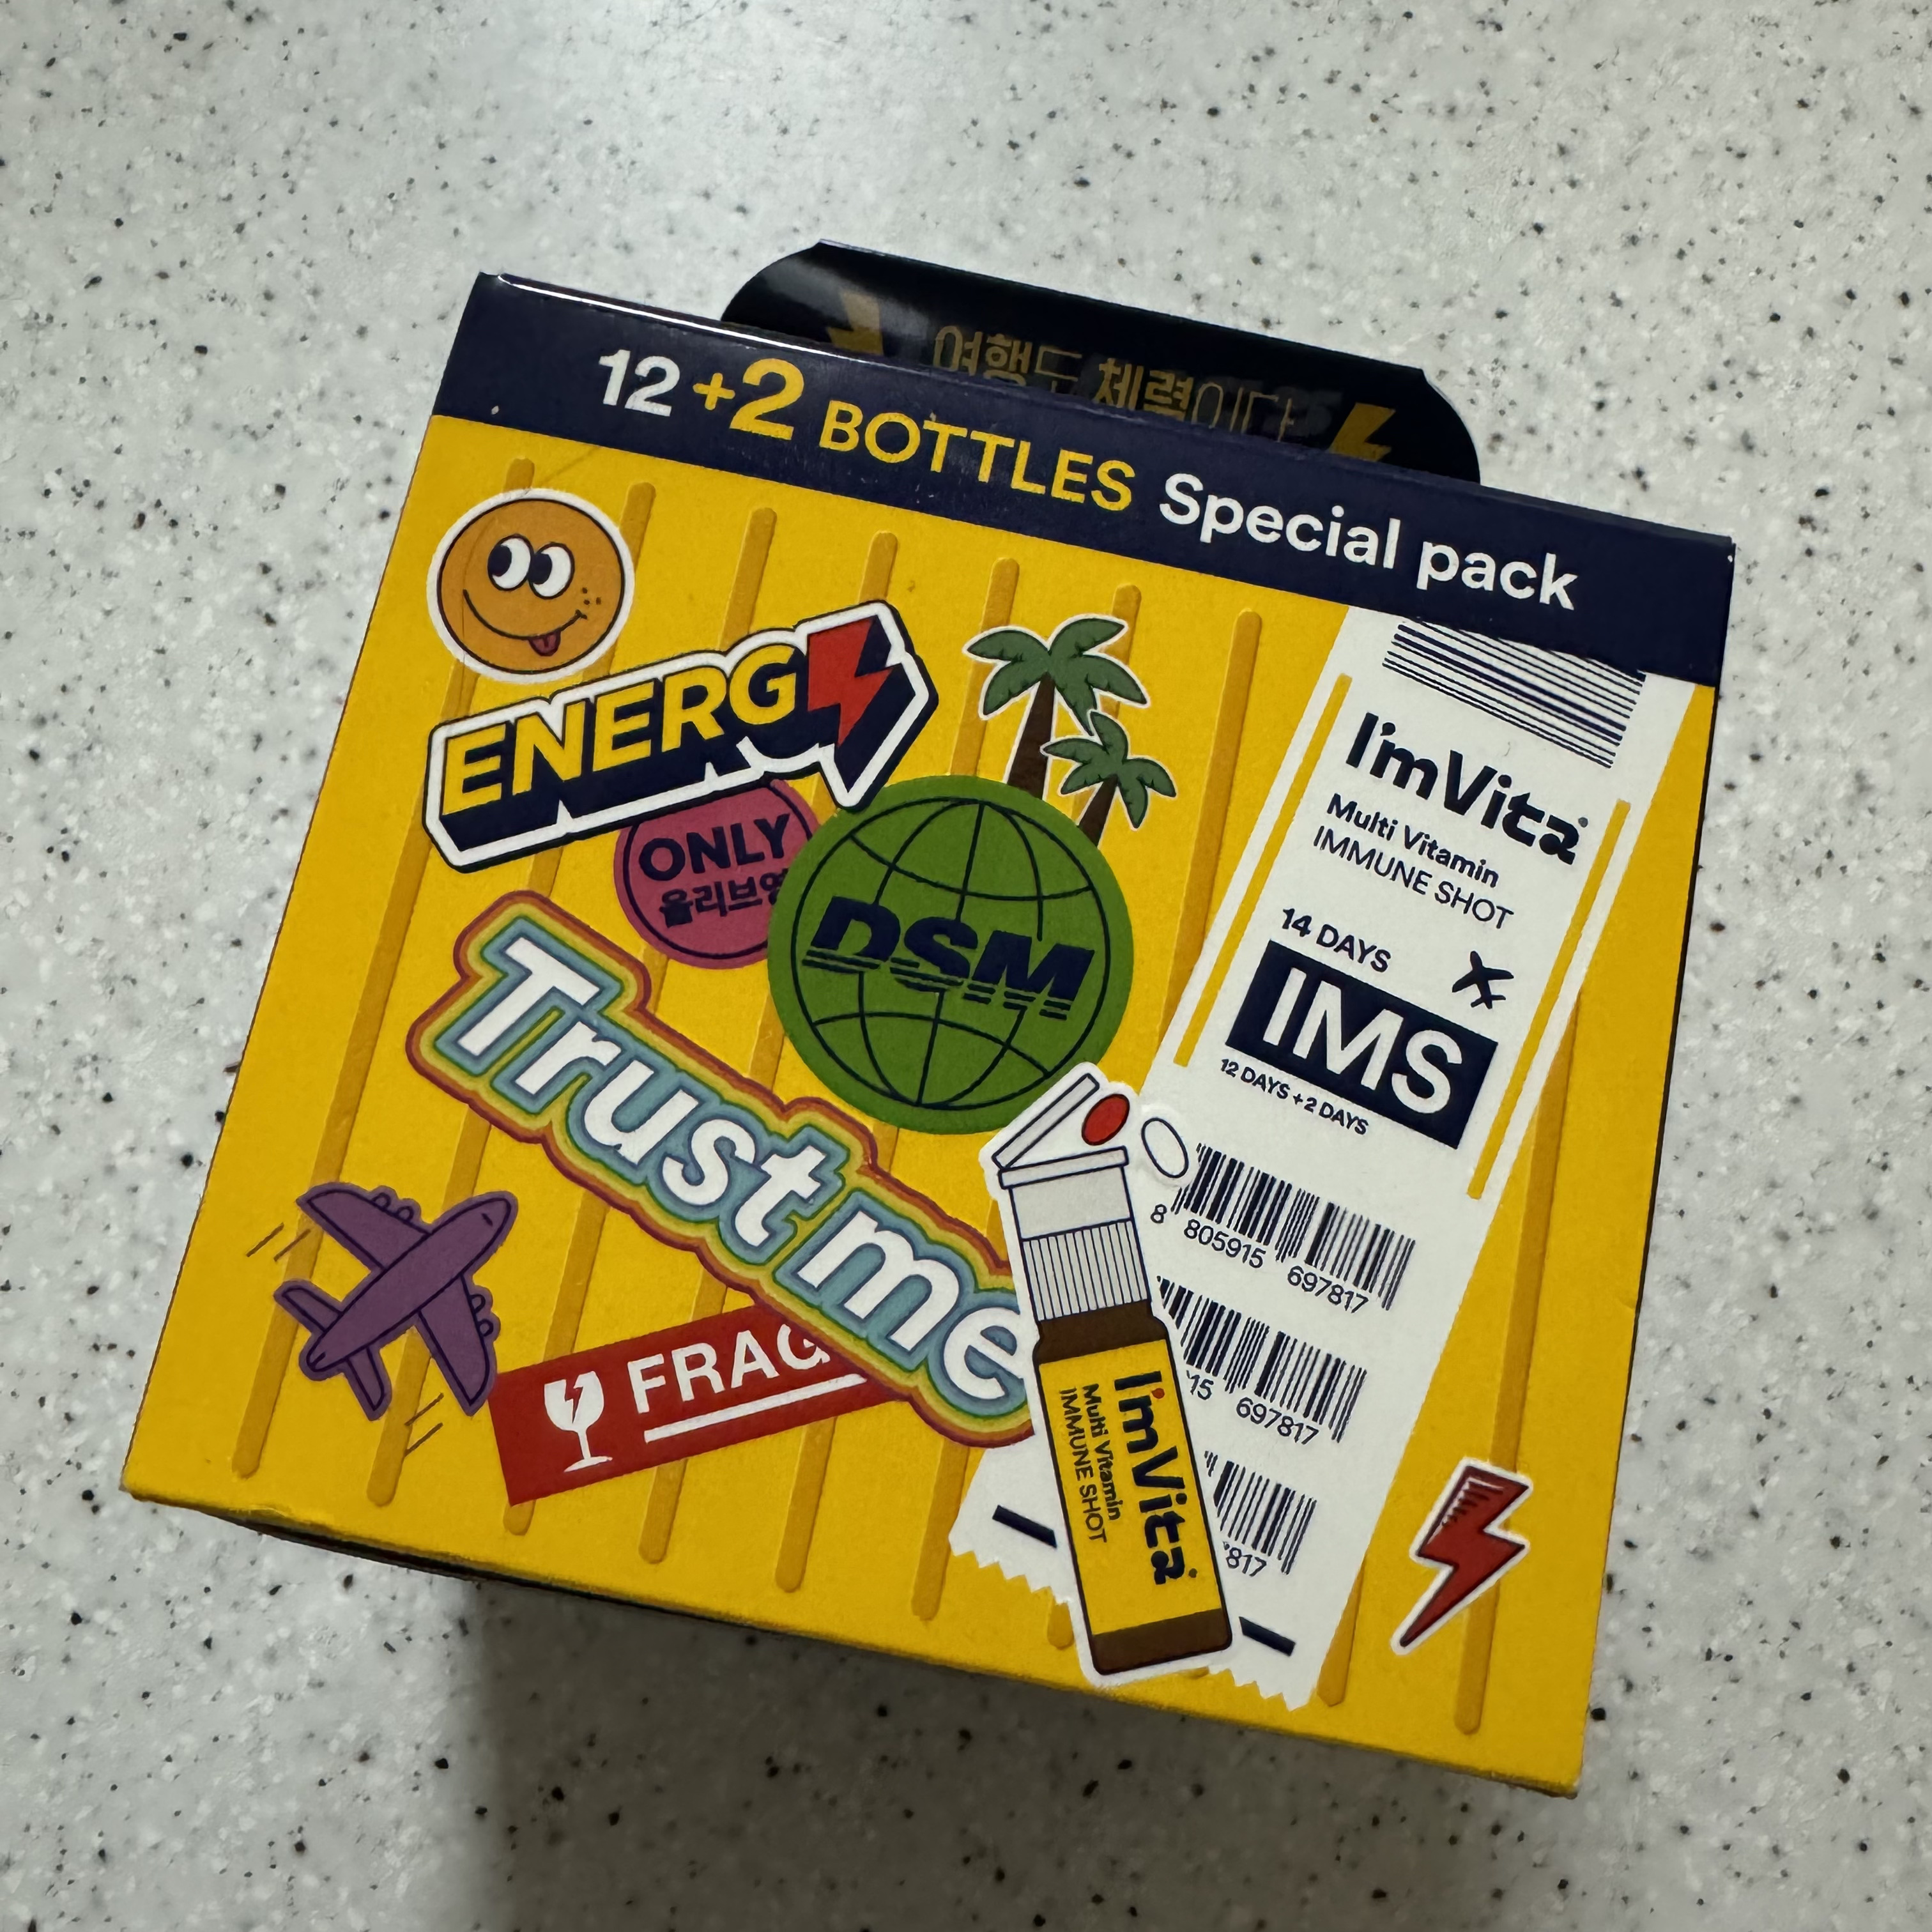 여행도 체력이다
12+2 BOTTLES Special pack
ENERG
ONLY
올리브영
DSM
Trust me
FRAG
I'mVita
Multi Vitamin
IMMUNE SHOT
14 DAYS
IMS
12 DAYS +2 DAYS
8 805915 697817
15 697817
817
I'mVita
Multi Vitamin
IMMUNE SHOT